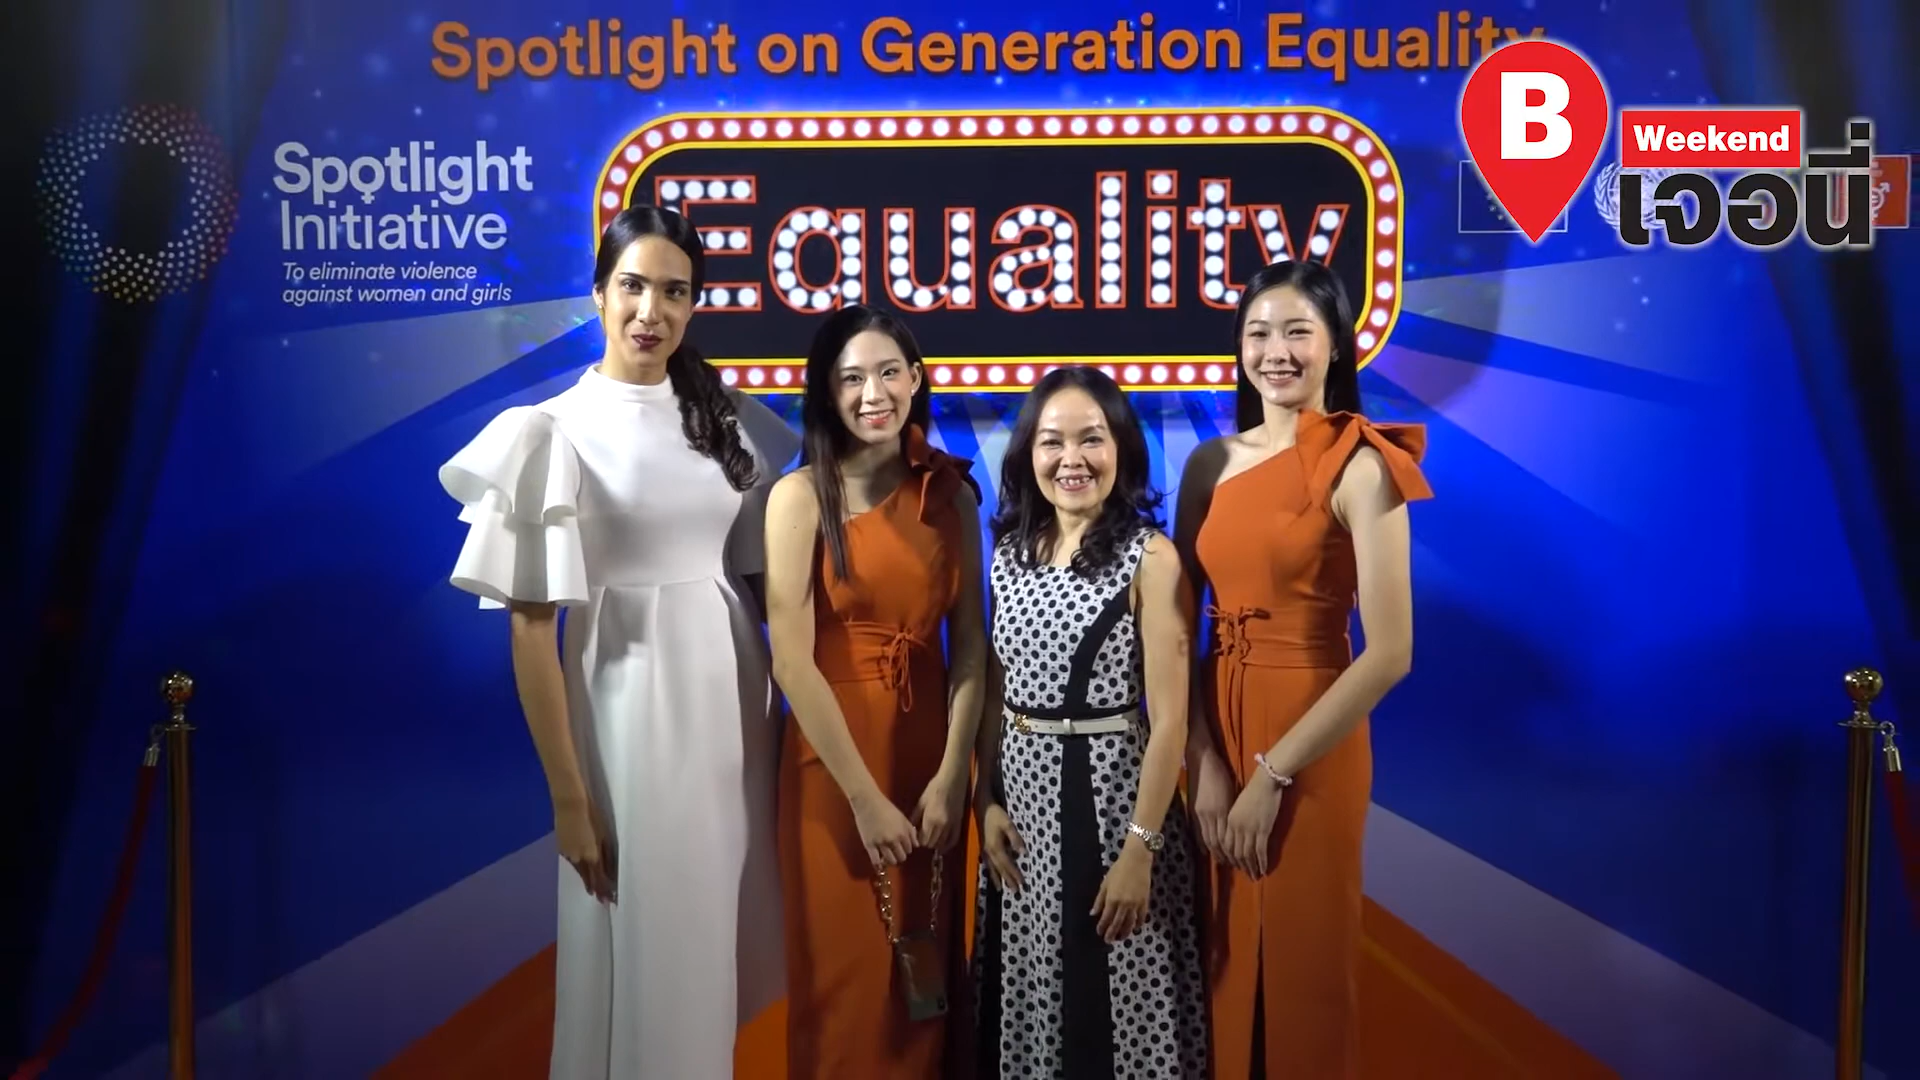 Spotlight on Generation Equality
B
Weekend
เจอนี่
Spotlight
Initiative
To eliminate violence
against women and girls
Equality